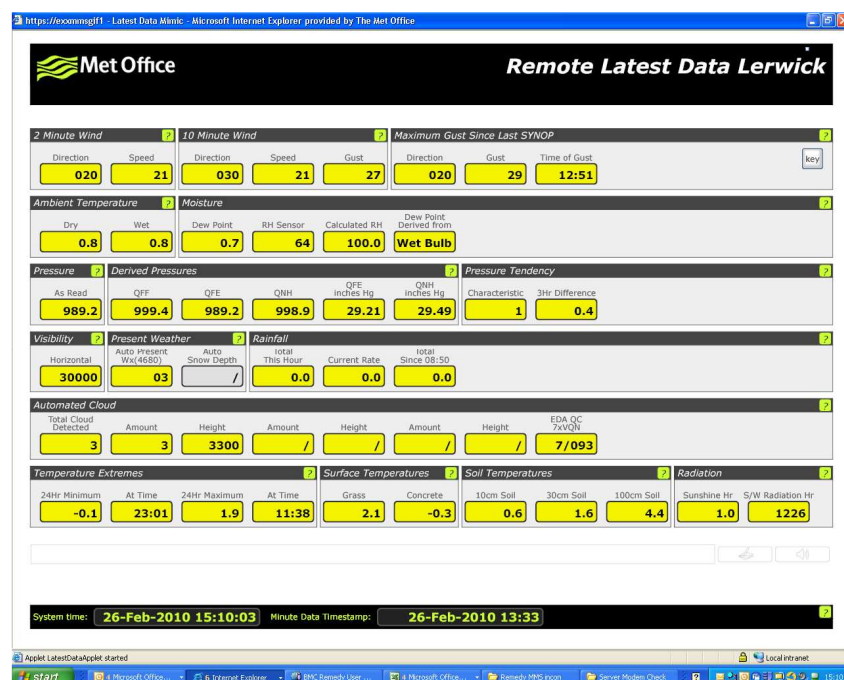 https://exxmmsgif1 - Latest Data Mimic - Microsoft Internet Explorer provided by The Met Office
Met Office
Remote Latest Data Lerwick
2 Minute Wind ? 10 Minute Wind ? Maximum Gust Since Last SYNOP ?
Direction Speed Direction Speed Gust Direction Gust Time of Gust key
020 21 030 21 27 020 29 12:51
Ambient Temperature ? Moisture ?
Dry Wet Dew Point RH Sensor Calculated RH Dew Point Derived from
0.8 0.8 0.7 64 100.0 Wet Bulb
Pressure ? Derived Pressures ? Pressure Tendency ?
As Read QFF QFE QNH QFE inches Hg QNH inches Hg Characteristic 3Hr Difference
989.2 999.4 989.2 998.9 29.21 29.49 1 0.4
Visibility ? Present Weather ? Rainfall ?
Horizontal Auto Present Wx(4680) Auto Snow Depth Total This Hour Current Rate Total Since 08:50
30000 03 / 0.0 0.0 0.0
Automated Cloud ?
Total Cloud Detected Amount Height Amount Height Amount Height EDA QC 7xVQN
3 3 3300 / / / / 7/093
Temperature Extremes ? Surface Temperatures ? Soil Temperatures ? Radiation ?
24Hr Minimum At Time 24Hr Maximum At Time Grass Concrete 10cm Soil 30cm Soil 100cm Soil Sunshine Hr S/W Radiation Hr
-0.1 23:01 1.9 11:38 2.1 -0.3 0.6 1.6 4.4 1.0 1226
System time: 26-Feb-2010 15:10:03 Minute Data Timestamp: 26-Feb-2010 13:33 ?
Applet LatestDataApplet started Local intranet
start 4 Microsoft Office... 6 Internet Explorer BMC Remedy User ... 4 Microsoft Office... Remedy MMS incon Server Modem Check ? 15:10